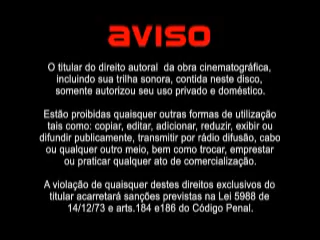 aviso
O titular do direito autoral da obra cinematográfica,
incluindo sua trilha sonora, contida neste disco,
somente autorizou seu uso privado e doméstico.
Estão proibidas quaisquer outras formas de utilização
tais como: copiar, editar, adicionar, reduzir, exibir ou
difundir publicamente, transmitir por rádio difusão, cabo
ou qualquer outro meio, bem como trocar, emprestar
ou praticar qualquer ato de comercialização.
A violação de quaisquer destes direitos exclusivos do
titular acarretará sanções previstas na Lei 5988 de
14/12/73 e arts.184 e186 do Código Penal.